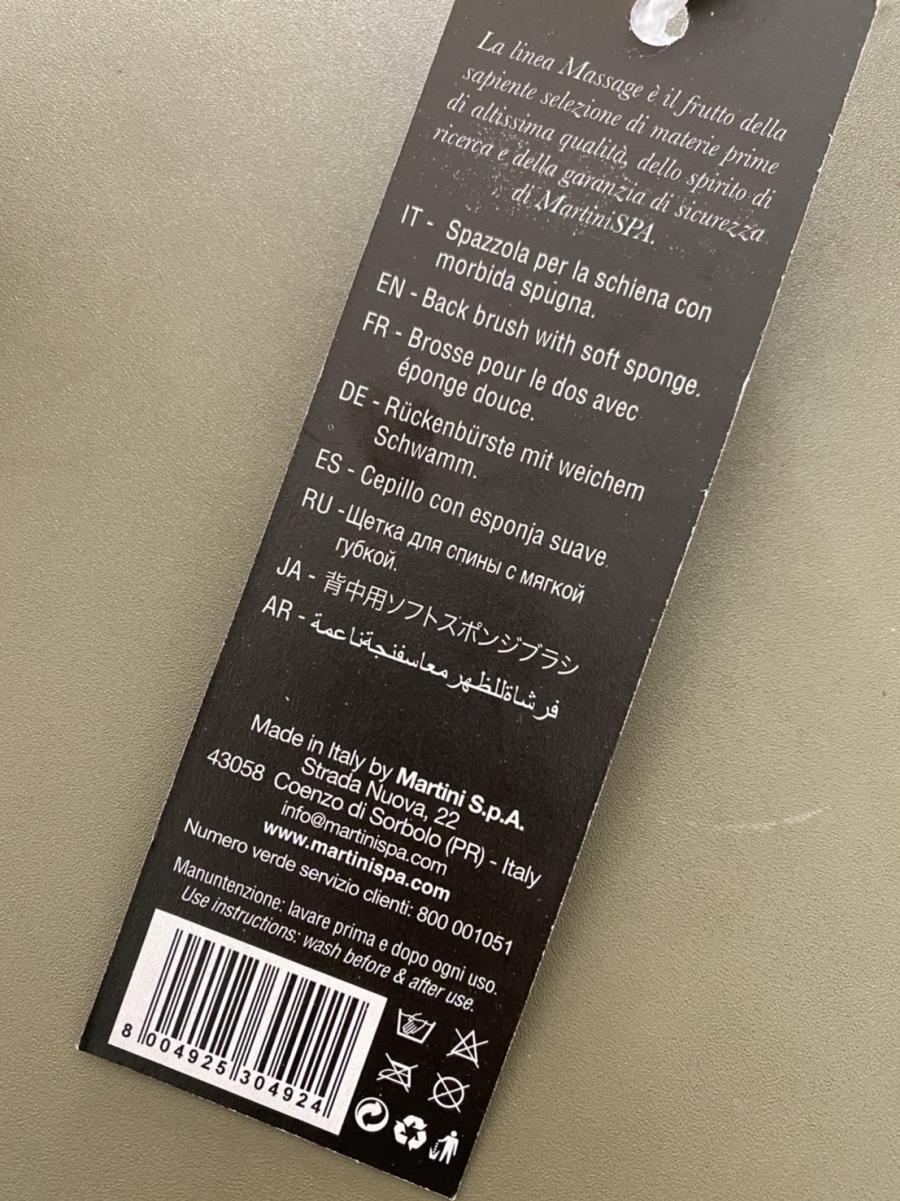 La linea Massage è il frutto della
sapiente selezione di materie prime
di altissima qualità, dello spirito di
ricerca e della garanzia di sicurezza
di MartiniSPA.
IT - Spazzola per la schiena con
morbida spugna.
EN - Back brush with soft sponge.
FR - Brosse pour le dos avec
éponge douce.
DE - Rückenbürste mit weichem
Schwamm.
ES - Cepillo con esponja suave.
RU -Щетка для спины с мягкой
губкой.
JA - 背中用ソフトスポンジブラシ
AR - فرشاةللظهرمعاسفنجةناعمة
Made in Italy by Martini S.p.A.
Strada Nuova, 22
43058 Coenzo di Sorbolo (PR) - Italy
info@martinispa.com
www.martinispa.com
Numero verde servizio clienti: 800 001051
Manuntenzione: lavare prima e dopo ogni uso.
Use instructions: wash before & after use.
8 004925 304924